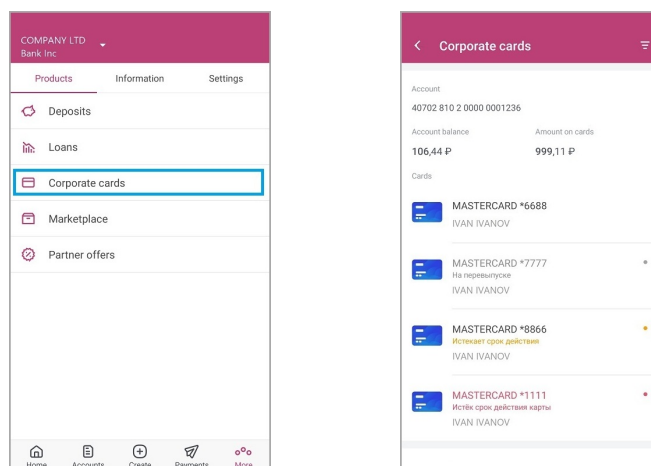 COMPANY LTD
Bank Inc
Products Information Settings
Deposits
Loans
Corporate cards
Marketplace
Partner offers
Home Accounts Create Payments More
Corporate cards
Account
40702 810 2 0000 0001236
Account balance Amount on cards
106,44 ₽ 999,11 ₽
Cards
MASTERCARD *6688
IVAN IVANOV
MASTERCARD *7777
На перевыпуске
IVAN IVANOV
MASTERCARD *8866
Истекает срок действия
IVAN IVANOV
MASTERCARD *1111
Истёк срок действия карты
IVAN IVANOV